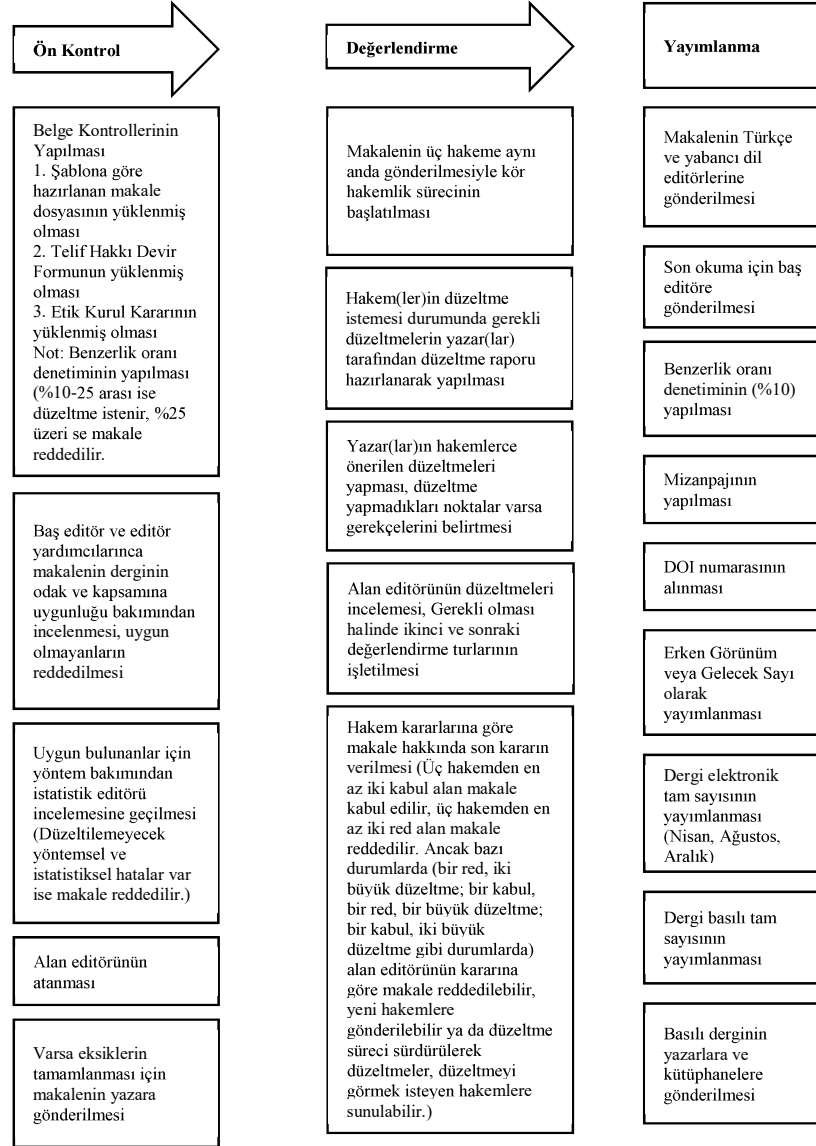 Ön Kontrol
Belge Kontrollerinin
Yapılması
1. Şablona göre
hazırlanan makale
dosyasının yüklenmiş
olması
2. Telif Hakkı Devir
Formunun yüklenmiş
olması
3. Etik Kurul Kararının
yüklenmiş olması
Not: Benzerlik oranı
denetiminin yapılması
(%10-25 arası ise
düzeltme istenir, %25
üzeri se makale
reddedilir.
Baş editör ve editör
yardımcılarınca
makalenin derginin
odak ve kapsamına
uygunluğu bakımından
incelenmesi, uygun
olmayanların
reddedilmesi
Uygun bulunanlar için
yöntem bakımından
istatistik editörü
incelemesine geçilmesi
(Düzeltilemeyecek
yöntemsel ve
istatistiksel hatalar var
ise makale reddedilir.)
Alan editörünün
atanması
Varsa eksiklerin
tamamlanması için
makalenin yazara
gönderilmesi
Değerlendirme
Makalenin üç hakeme aynı
anda gönderilmesiyle kör
hakemlik sürecinin
başlatılması
Hakem(ler)in düzeltme
istemesi durumunda gerekli
düzeltmelerin yazar(lar)
tarafından düzeltme raporu
hazırlanarak yapılması
Yazar(lar)ın hakemlerce
önerilen düzeltmeleri
yapması, düzeltme
yapmadıkları noktalar varsa
gerekçelerini belirtmesi
Alan editörünün düzeltmeleri
incelemesi, Gerekli olması
halinde ikinci ve sonraki
değerlendirme turlarının
işletilmesi
Hakem kararlarına göre
makale hakkında son kararın
verilmesi (Üç hakemden en
az iki kabul alan makale
kabul edilir, üç hakemden en
az iki red alan makale
reddedilir. Ancak bazı
durumlarda (bir red, iki
büyük düzeltme; bir kabul,
bir red, bir büyük düzeltme;
bir kabul, iki büyük
düzeltme gibi durumlarda)
alan editörünün kararına
göre makale reddedilebilir,
yeni hakemlere
gönderilebilir ya da düzeltme
süreci sürdürülerek
düzeltmeler, düzeltmeyi
görmek isteyen hakemlere
sunulabilir.)
Yayımlanma
Makalenin Türkçe
ve yabancı dil
editörlerine
gönderilmesi
Son okuma için baş
editöre
gönderilmesi
Benzerlik oranı
denetiminin (%10)
yapılması
Mizanpajının
yapılması
DOI numarasının
alınması
Erken Görünüm
veya Gelecek Sayı
olarak
yayımlanması
Dergi elektronik
tam sayısının
yayımlanması
(Nisan, Ağustos,
Aralık)
Dergi basılı tam
sayısının
yayımlanması
Basılı derginin
yazarlara ve
kütüphanelere
gönderilmesi